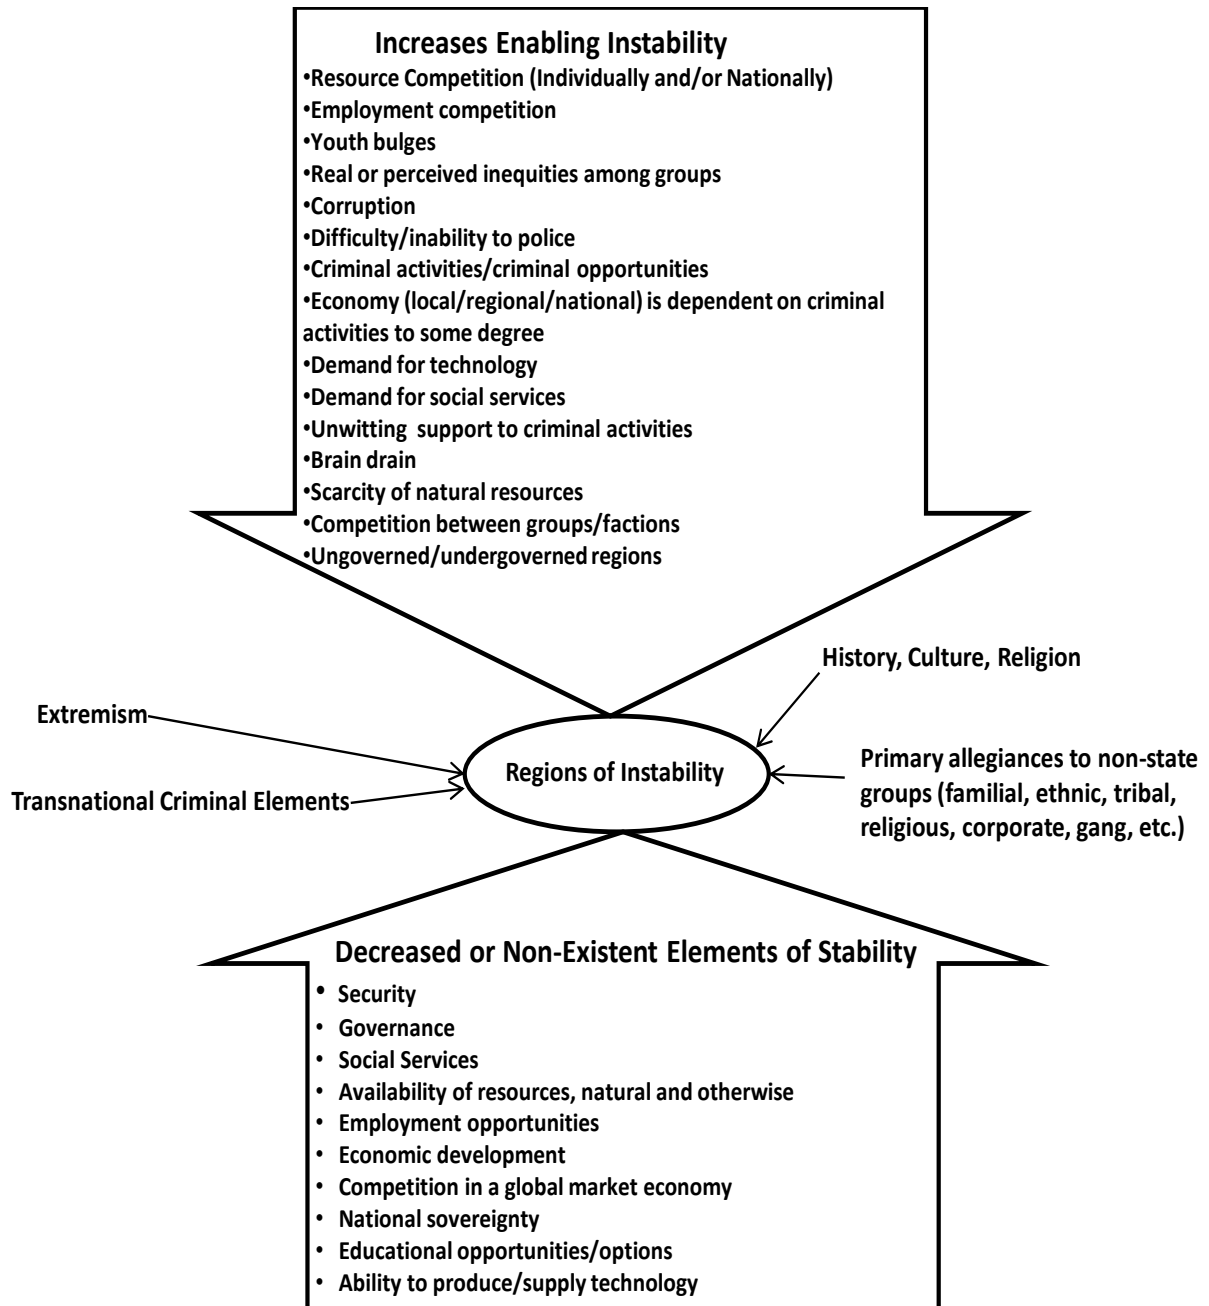 Increases Enabling Instability
•Resource Competition (Individually and/or Nationally)
•Employment competition
•Youth bulges
•Real or perceived inequities among groups
•Corruption
•Difficulty/inability to police
•Criminal activities/criminal opportunities
•Economy (local/regional/national) is dependent on criminal
activities to some degree
•Demand for technology
•Demand for social services
•Unwitting support to criminal activities
•Brain drain
•Scarcity of natural resources
•Competition between groups/factions
•Ungoverned/undergoverned regions
History, Culture, Religion
Extremism
Regions of Instability
Transnational Criminal Elements
Primary allegiances to non-state
groups (familial, ethnic, tribal,
religious, corporate, gang, etc.)
Decreased or Non-Existent Elements of Stability
• Security
• Governance
• Social Services
• Availability of resources, natural and otherwise
• Employment opportunities
• Economic development
• Competition in a global market economy
• National sovereignty
• Educational opportunities/options
• Ability to produce/supply technology